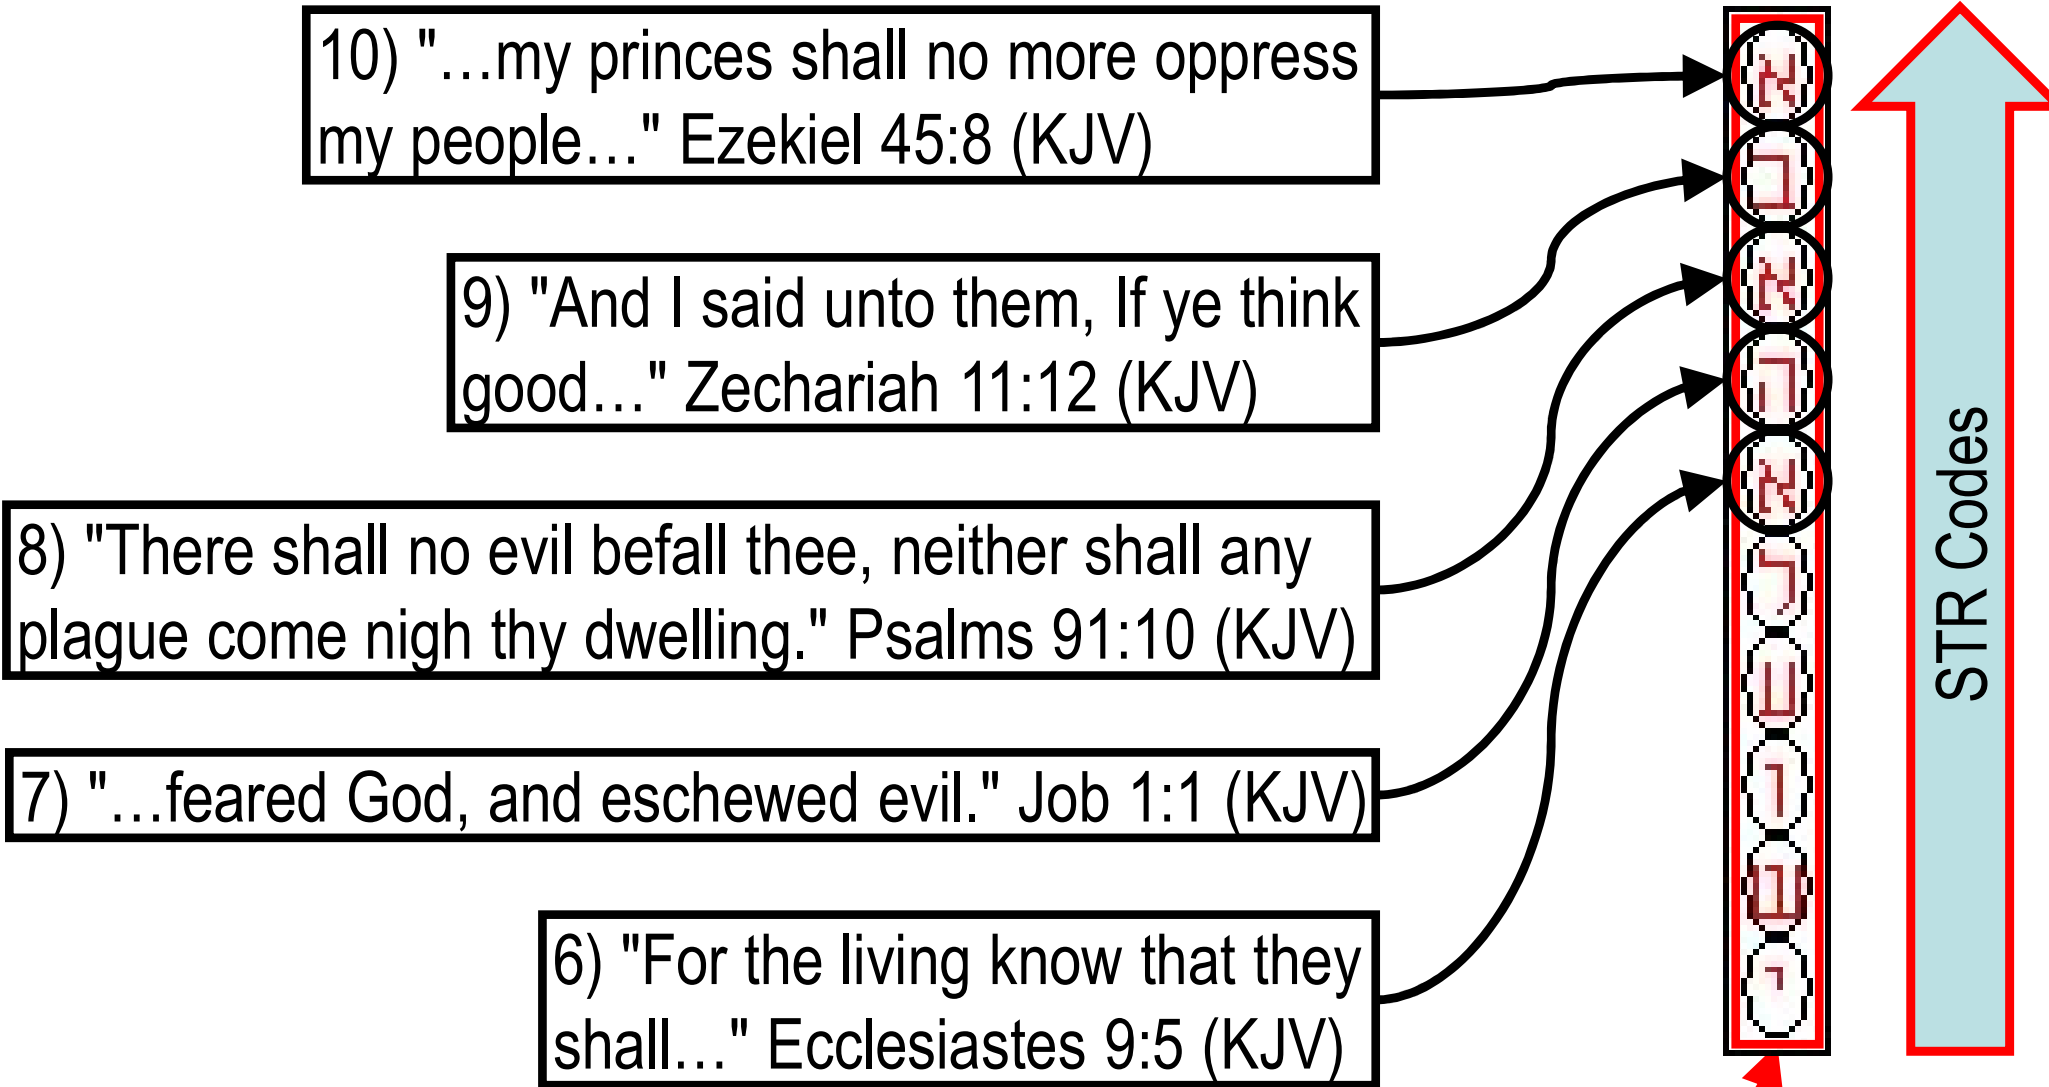 10) "…my princes shall no more oppress
my people…" Ezekiel 45:8 (KJV)
9) "And I said unto them, If ye think
good…" Zechariah 11:12 (KJV)
8) "There shall no evil befall thee, neither shall any
plague come nigh thy dwelling." Psalms 91:10 (KJV)
7) "…feared God, and eschewed evil." Job 1:1 (KJV)
6) "For the living know that they
shall…" Ecclesiastes 9:5 (KJV)
א
ב
א
ר
א
ו
ש
י
STR Codes